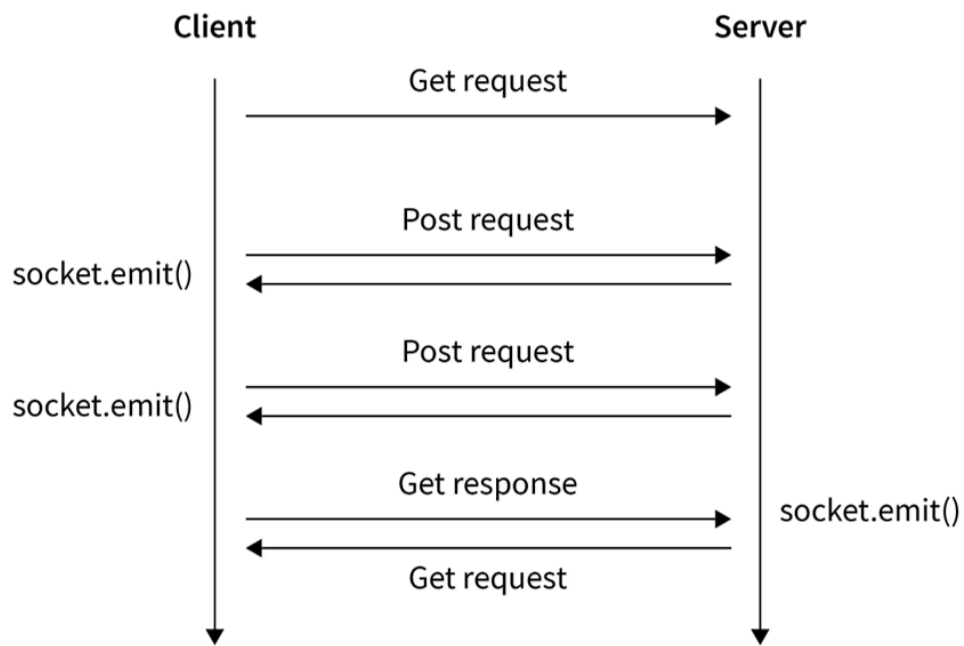 Client
Server
Get request
Post request
socket.emit()
Post request
socket.emit()
Get response
socket.emit()
Get request